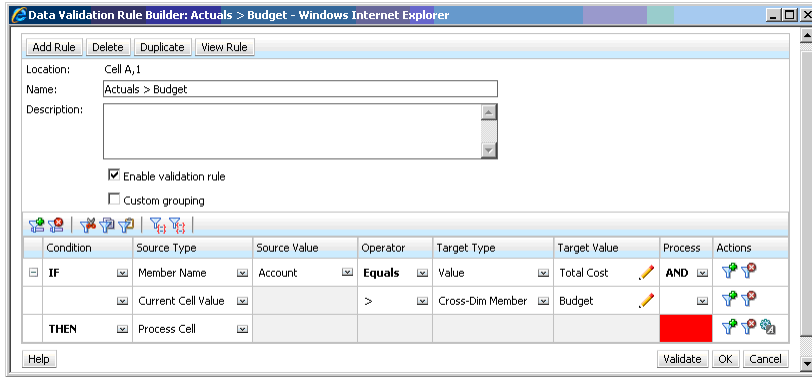 Data Validation Rule Builder: Actuals > Budget - Windows Internet Explorer
Add Rule Delete Duplicate View Rule
Location: Cell A,1
Name: Actuals > Budget
Description:
Enable validation rule
Custom grouping
Condition Source Type Source Value Operator Target Type Target Value Process Actions
IF Member Name Account Equals Value Total Cost AND
Current Cell Value > Cross-Dim Member Budget
THEN Process Cell
Help Validate OK Cancel